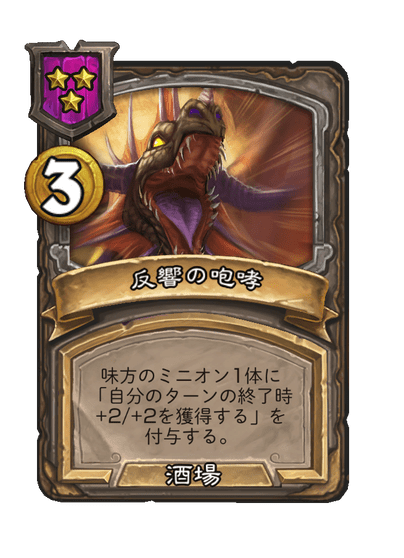 3
反響の咆哮
味方のミニオン1体に
「自分のターンの終了時
+2/+2を獲得する」を
付与する。
酒場